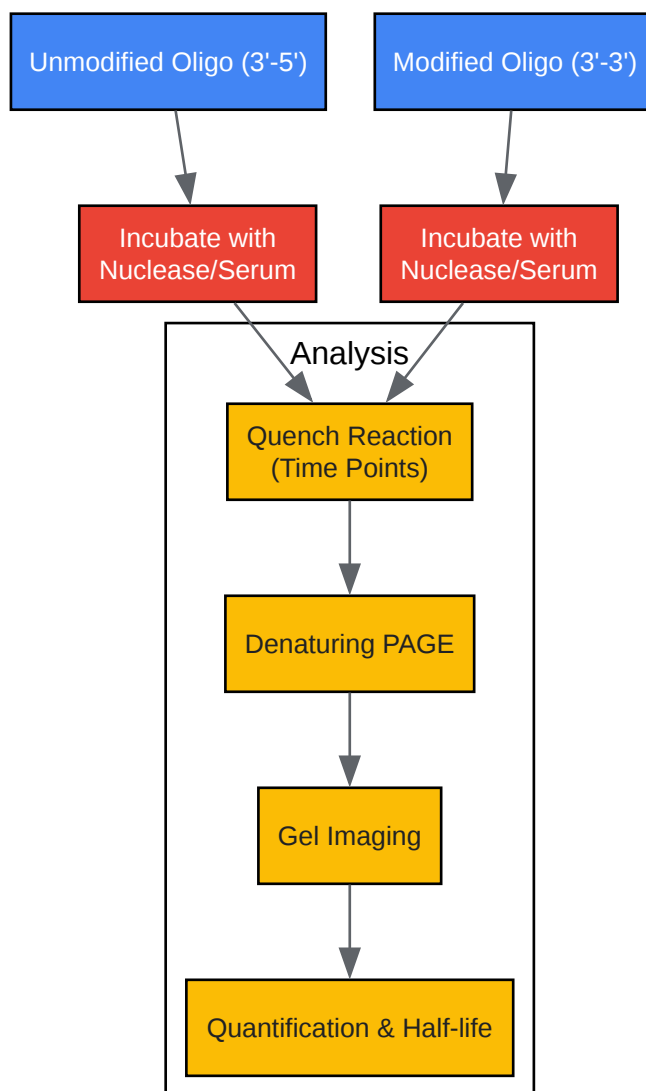 Unmodified Oligo (3'-5')
Modified Oligo (3'-3')
Incubate with
Nuclease/Serum
Incubate with
Nuclease/Serum
Analysis
Quench Reaction
(Time Points)
Denaturing PAGE
Gel Imaging
Quantification & Half-life